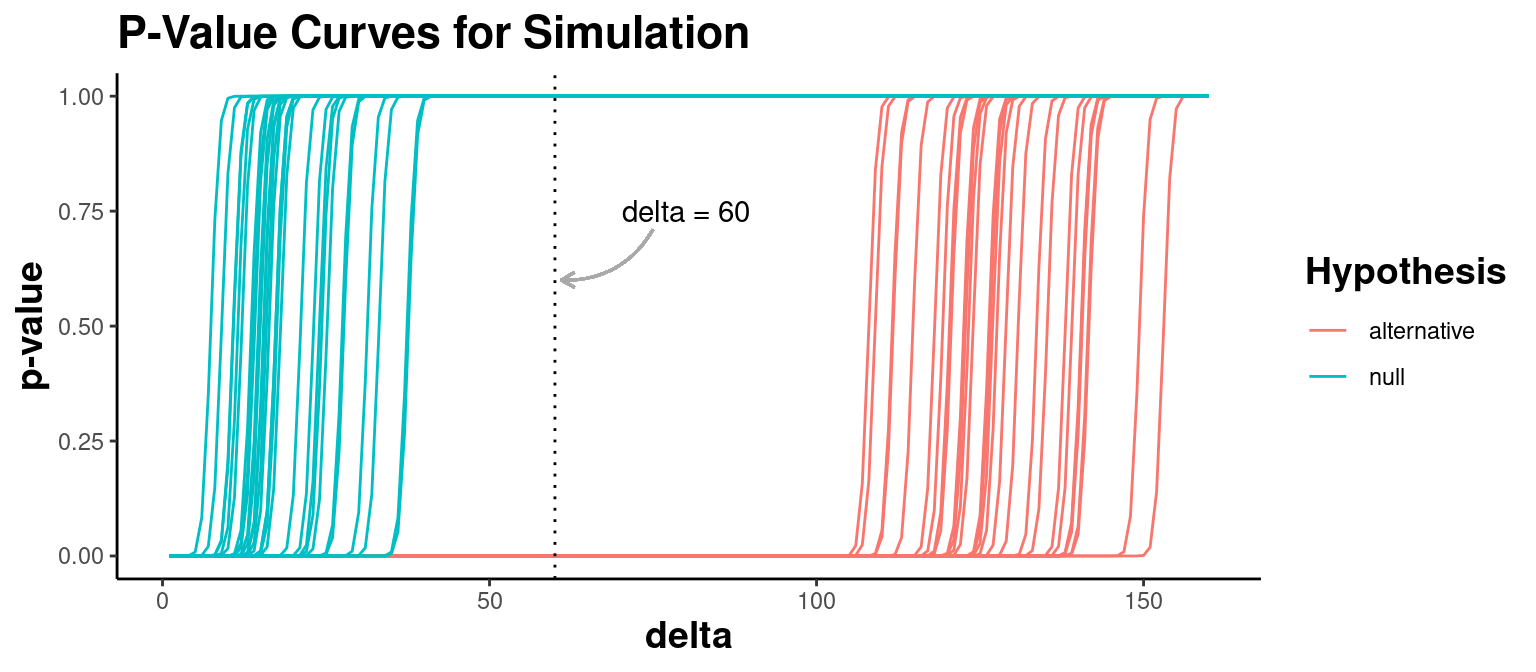 P-Value Curves for Simulation
p-value
1.00
0.75
0.50
0.25
0.00
delta = 60
0
50
100
150
delta
Hypothesis
alternative
null